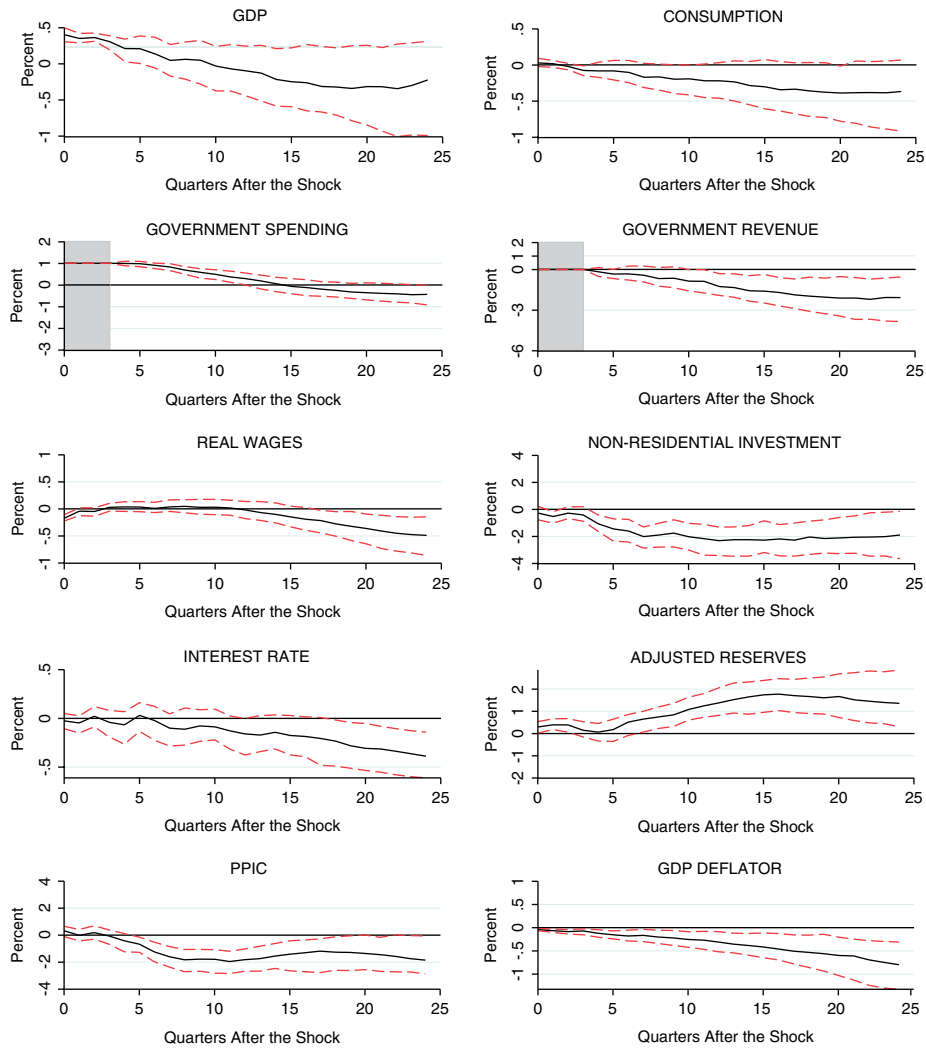 GDP
Percent
.5
0
-.5
-1
0 5 10 15 20 25
Quarters After the Shock
CONSUMPTION
Percent
.5
0
-.5
-1
0 5 10 15 20 25
Quarters After the Shock
GOVERNMENT SPENDING
Percent
2
1
0
-1
-2
-3
0 5 10 15 20 25
Quarters After the Shock
GOVERNMENT REVENUE
Percent
2
0
-3
-6
0 5 10 15 20 25
Quarters After the Shock
REAL WAGES
Percent
1
.5
0
-.5
-1
0 5 10 15 20 25
Quarters After the Shock
NON-RESIDENTIAL INVESTMENT
Percent
4
2
0
-2
-4
0 5 10 15 20 25
Quarters After the Shock
INTEREST RATE
Percent
.5
0
-.5
0 5 10 15 20 25
Quarters After the Shock
ADJUSTED RESERVES
Percent
2
1
0
-1
-2
0 5 10 15 20 25
Quarters After the Shock
PPIC
Percent
4
2
0
-2
-4
0 5 10 15 20 25
Quarters After the Shock
GDP DEFLATOR
Percent
1
.5
0
-.5
-1
0 5 10 15 20 25
Quarters After the Shock